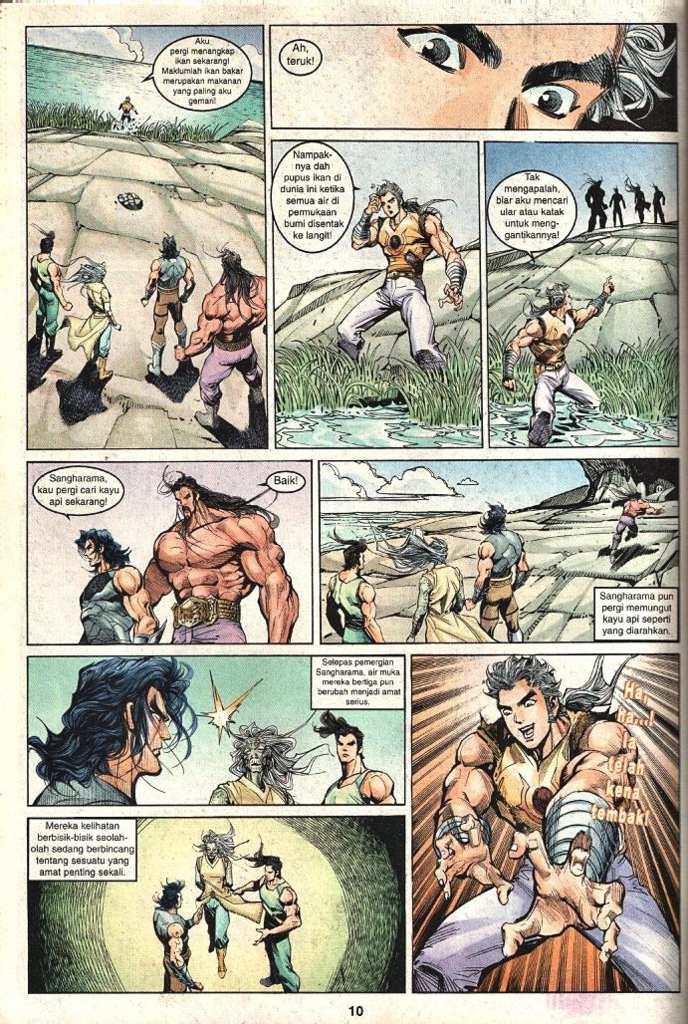 Aku
pergi menangkap
ikan sekarang!
Maklumlah ikan bakar
merupakan makanan
yang paling aku
gemari!
Ah,
teruk!
Nampak-
nya dah
pupus ikan di
dunia ini ketika
semua air di
permukaan
bumi disentak
ke langit!
Tak
mengapalah,
biar aku mencari
ular atau katak
untuk meng-
gantikannya!
Sangharama,
kau pergi cari kayu
api sekarang!
Baik!
Sangharama pun
pergi memungut
kayu api seperti
yang diarahkan.
Selepas pemergian
Sangharama, air muka
mereka bertiga pun
berubah menjadi amat
serius.
Mereka kelihatan
berbisik-bisik seolah-
olah sedang berbincang
tentang sesuatu yang
amat penting sekali.
Ha,
ha...!
Ia
telah
kena
tembak!
10